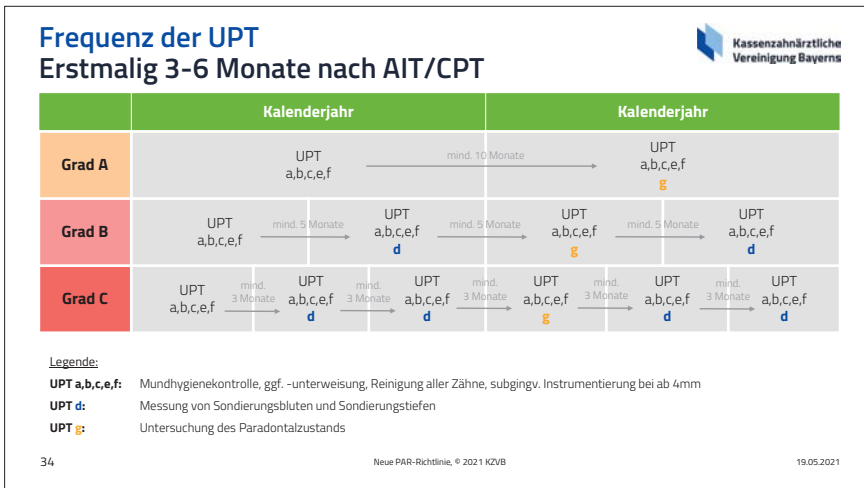 Frequenz der UPT
Erstmalig 3-6 Monate nach AIT/CPT
Kassenzahnärztliche
Vereinigung Bayerns
Kalenderjahr Kalenderjahr
Grad A
UPT
a,b,c,e,f
mind. 10 Monate
UPT
a,b,c,e,f
g
Grad B
UPT
a,b,c,e,f
mind. 5 Monate
UPT
a,b,c,e,f
d
mind. 5 Monate
UPT
a,b,c,e,f
g
mind. 5 Monate
UPT
a,b,c,e,f
d
Grad C
UPT
a,b,c,e,f
mind.
3 Monate
UPT
a,b,c,e,f
d
mind.
3 Monate
UPT
a,b,c,e,f
d
mind.
3 Monate
UPT
a,b,c,e,f
g
mind.
3 Monate
UPT
a,b,c,e,f
d
mind.
3 Monate
UPT
a,b,c,e,f
d
Legende:
UPT a,b,c,e,f: Mundhygienekontrolle, ggf. -unterweisung, Reinigung aller Zähne, subgingv. Instrumentierung bei ab 4mm
UPT d: Messung von Sondierungsbluten und Sondierungstiefen
UPT g: Untersuchung des Paradontalzustands
34 Neue PAR-Richtlinie, © 2021 KZVB 19.05.2021